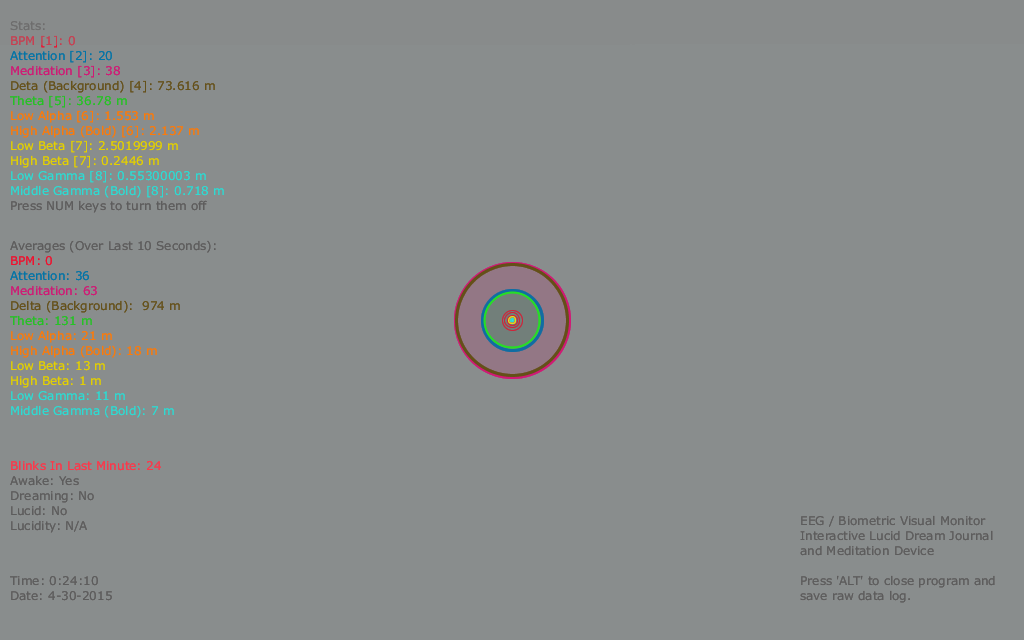 Stats:
BPM [1]: 0
Attention [2]: 20
Meditation [3]: 38
Deta (Background) [4]: 73.616 m
Theta [5]: 36.78 m
Low Alpha [6]: 1.553 m
High Alpha (Bold) [6]: 2.137 m
Low Beta [7]: 2.5019999 m
High Beta [7]: 0.2446 m
Low Gamma [8]: 0.55300003 m
Middle Gamma (Bold) [8]: 0.718 m
Press NUM keys to turn them off
Averages (Over Last 10 Seconds):
BPM: 0
Attention: 36
Meditation: 63
Delta (Background): 974 m
Theta: 131 m
Low Alpha: 21 m
High Alpha (Bold): 18 m
Low Beta: 13 m
High Beta: 1 m
Low Gamma: 11 m
Middle Gamma (Bold): 7 m
Blinks In Last Minute: 24
Awake: Yes
Dreaming: No
Lucid: No
Lucidity: N/A
Time: 0:24:10
Date: 4-30-2015
EEG / Biometric Visual Monitor
Interactive Lucid Dream Journal
and Meditation Device
Press 'ALT' to close program and
save raw data log.